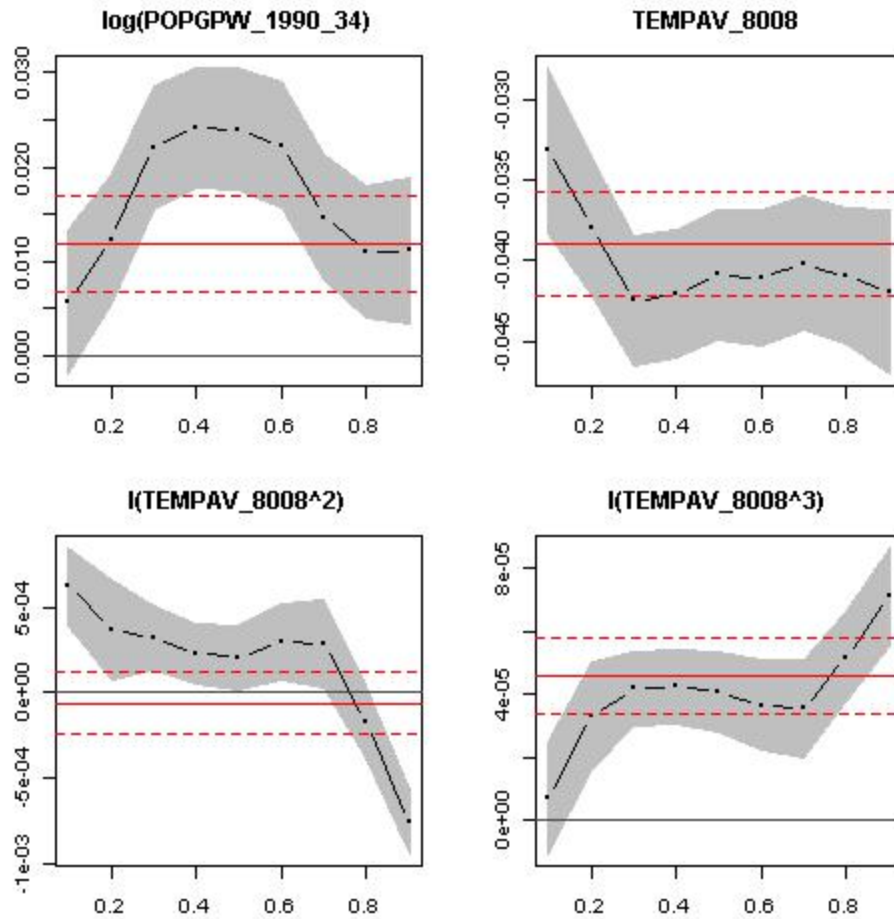 log(POPGPW_1990_34)
0.030
0.020
0.010
0.000
0.2 0.4 0.6 0.8
TEMPAV_8008
-0.030
-0.035
-0.040
-0.045
0.2 0.4 0.6 0.8
I(TEMPAV_8008^2)
5e-04
0e+00
-5e-04
-1e-03
0.2 0.4 0.6 0.8
I(TEMPAV_8008^3)
8e-05
4e-05
0e+00
0.2 0.4 0.6 0.8